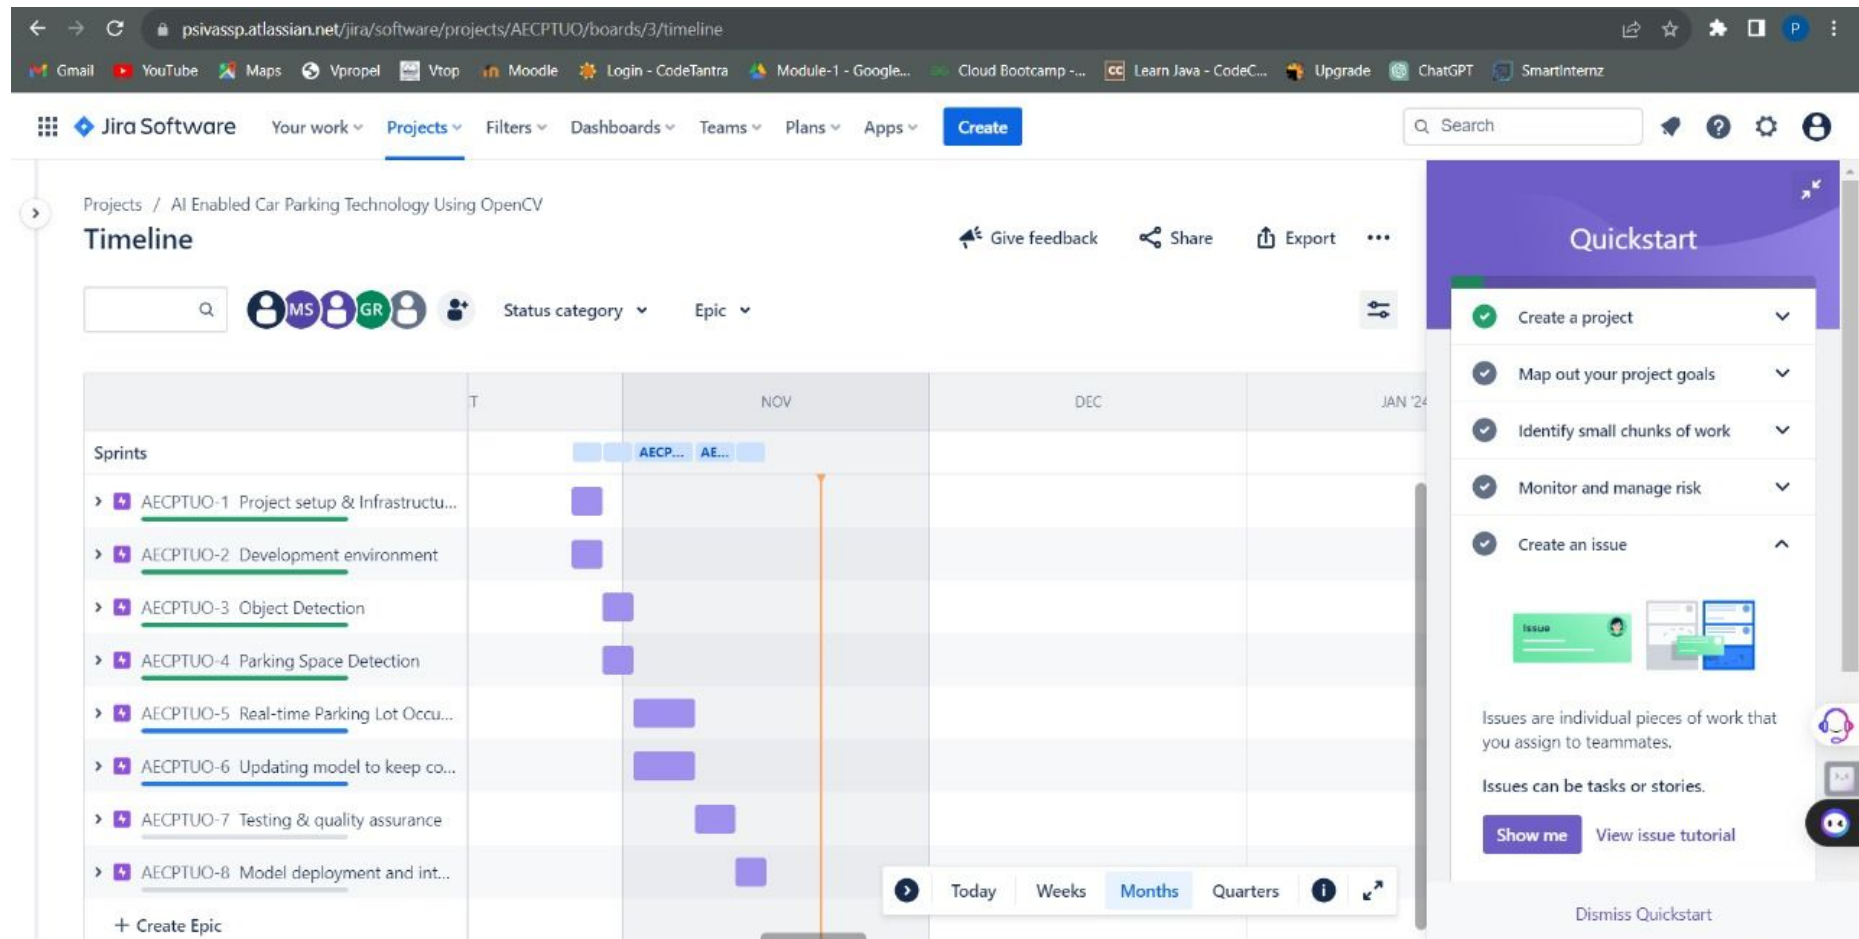 psivassp.atlassian.net/jira/software/projects/AECPTUO/boards/3/timeline
P
Gmail YouTube Maps Vpropel Vtop Moodle Login - CodeTantra Module-1 - Google... Cloud Bootcamp -... Learn Java - CodeC... Upgrade ChatGPT SmartInternz
Jira Software Your work Projects Filters Dashboards Teams Plans Apps Create Search
Projects / AI Enabled Car Parking Technology Using OpenCV
Timeline
Give feedback Share Export
MS GR Status category Epic
T NOV DEC JAN '24
Sprints AECP... AE...
AECPTUO-1 Project setup & Infrastructu...
AECPTUO-2 Development environment
AECPTUO-3 Object Detection
AECPTUO-4 Parking Space Detection
AECPTUO-5 Real-time Parking Lot Occu...
AECPTUO-6 Updating model to keep co...
AECPTUO-7 Testing & quality assurance
AECPTUO-8 Model deployment and int...
+ Create Epic
Today Weeks Months Quarters
Quickstart
Create a project
Map out your project goals
Identify small chunks of work
Monitor and manage risk
Create an issue
Issue
Issues are individual pieces of work that
you assign to teammates.
Issues can be tasks or stories.
Show me View issue tutorial
Dismiss Quickstart